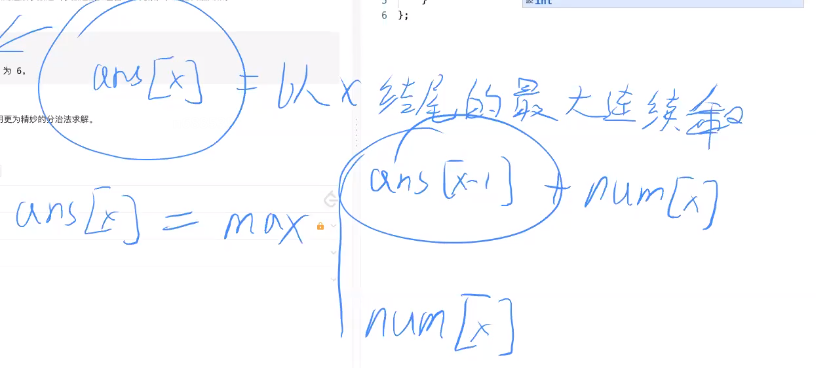 int
5 }
6 };
为 6。
ans[x] = 以 x 结尾的最大连续和
用更为精妙的分治法求解。
ans[x] = max
ans[x-1] + num[x]
num[x]